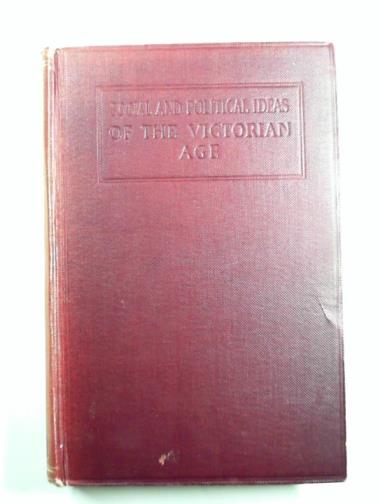 SOCIAL AND POLITICAL IDEAS
OF THE VICTORIAN
AGE